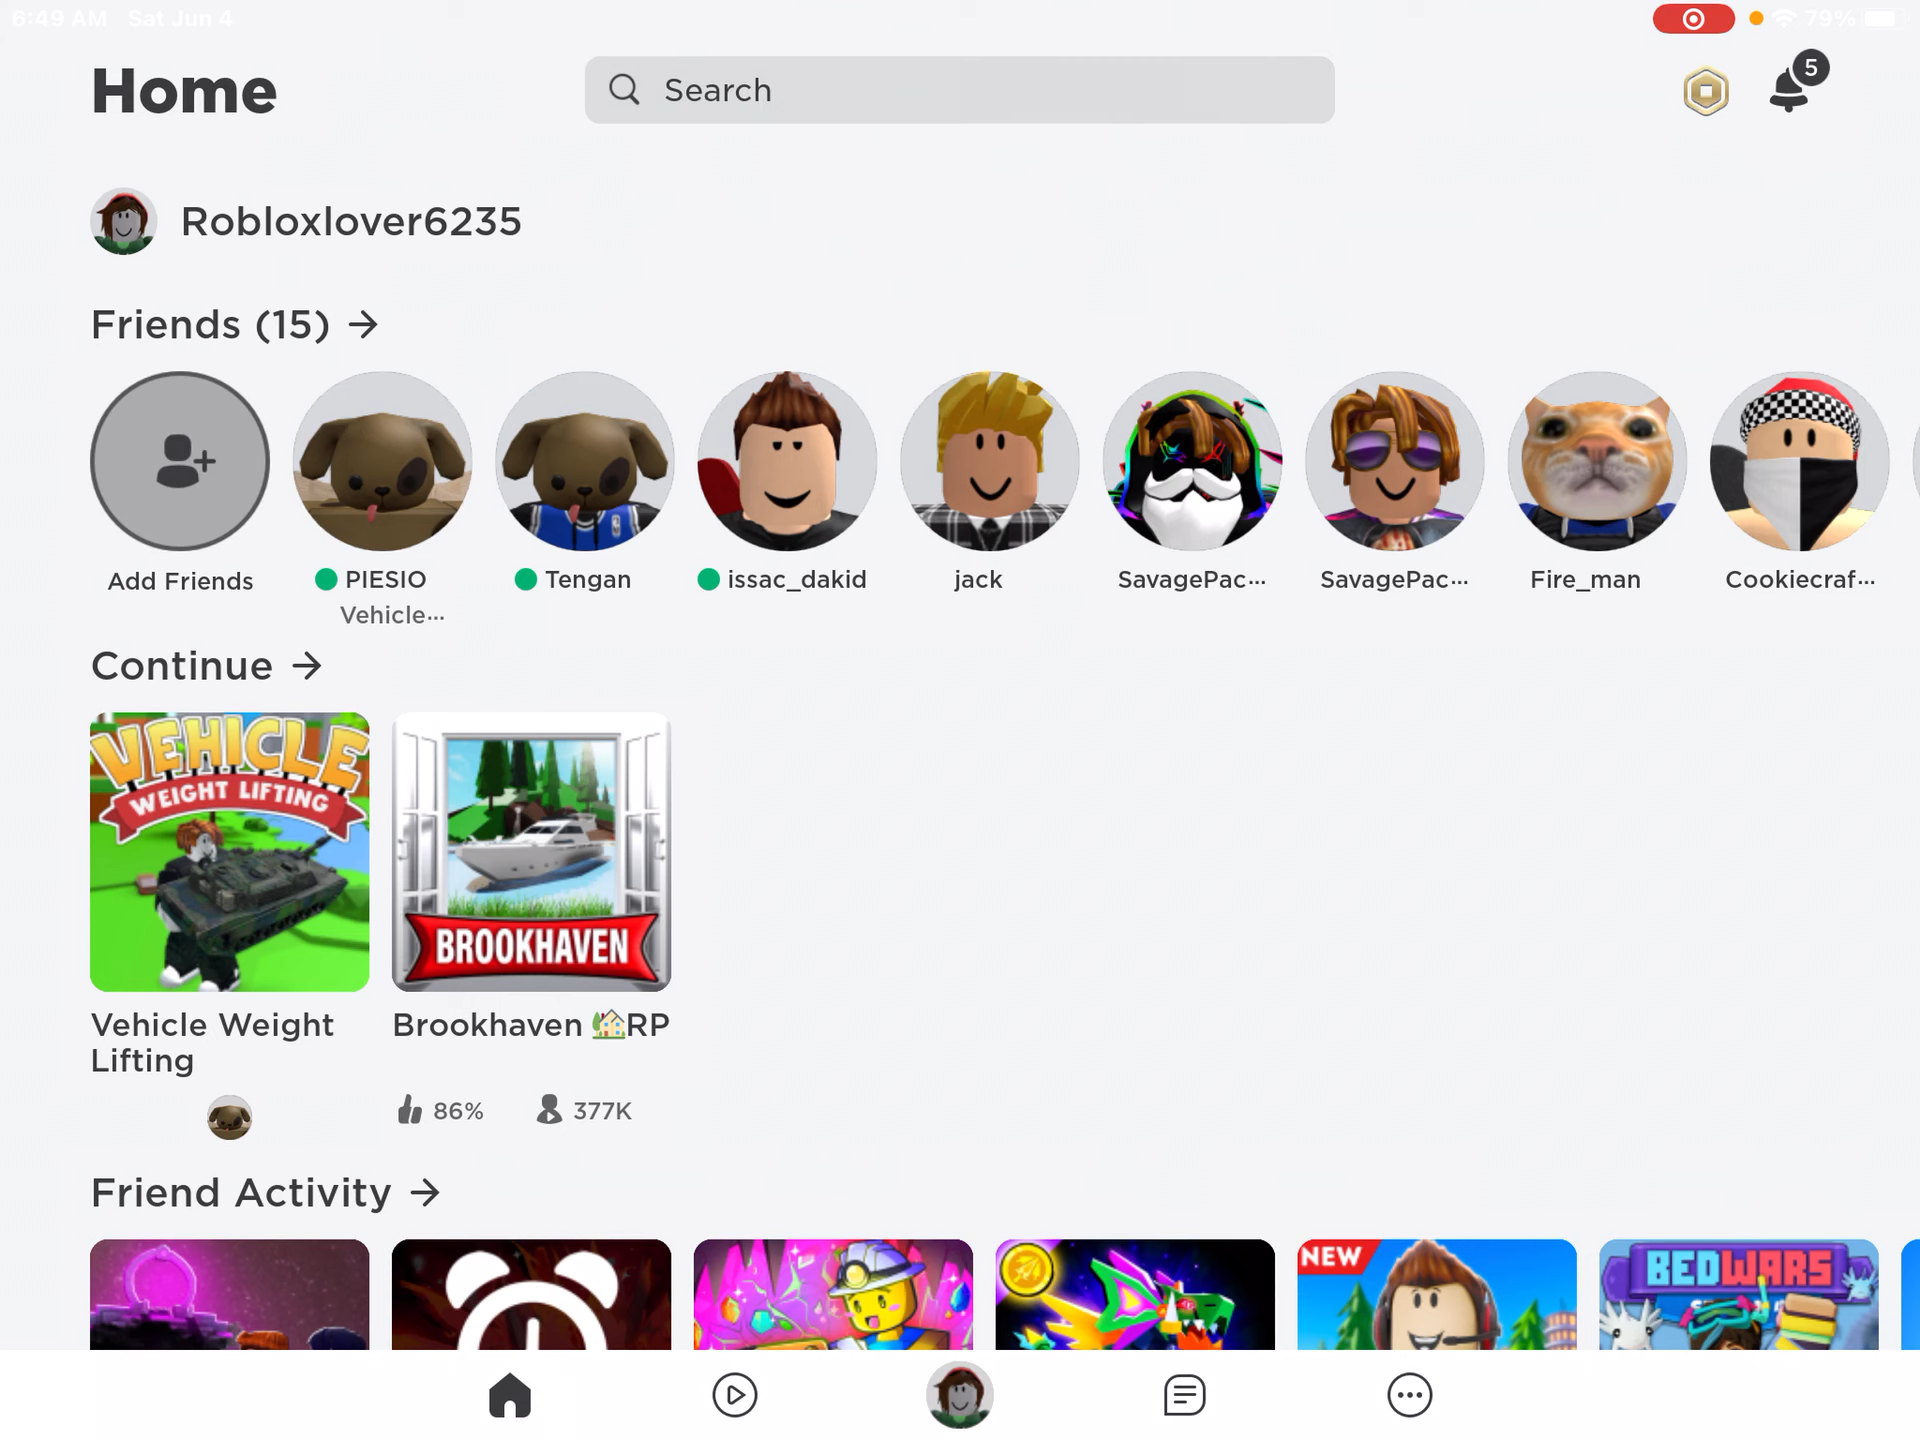 6:49 AM Sat Jun 4
79%
Home
Search
5
Robloxlover6235
Friends (15)
Add Friends
PIESIO
Vehicle...
Tengan
issac_dakid
jack
SavagePac...
SavagePac...
Fire_man
Cookiecraf...
Continue
VEHICLE
WEIGHT LIFTING
BROOKHAVEN
Vehicle Weight
Lifting
Brookhaven 🏡RP
86%
377K
Friend Activity
NEW
BEDWARS